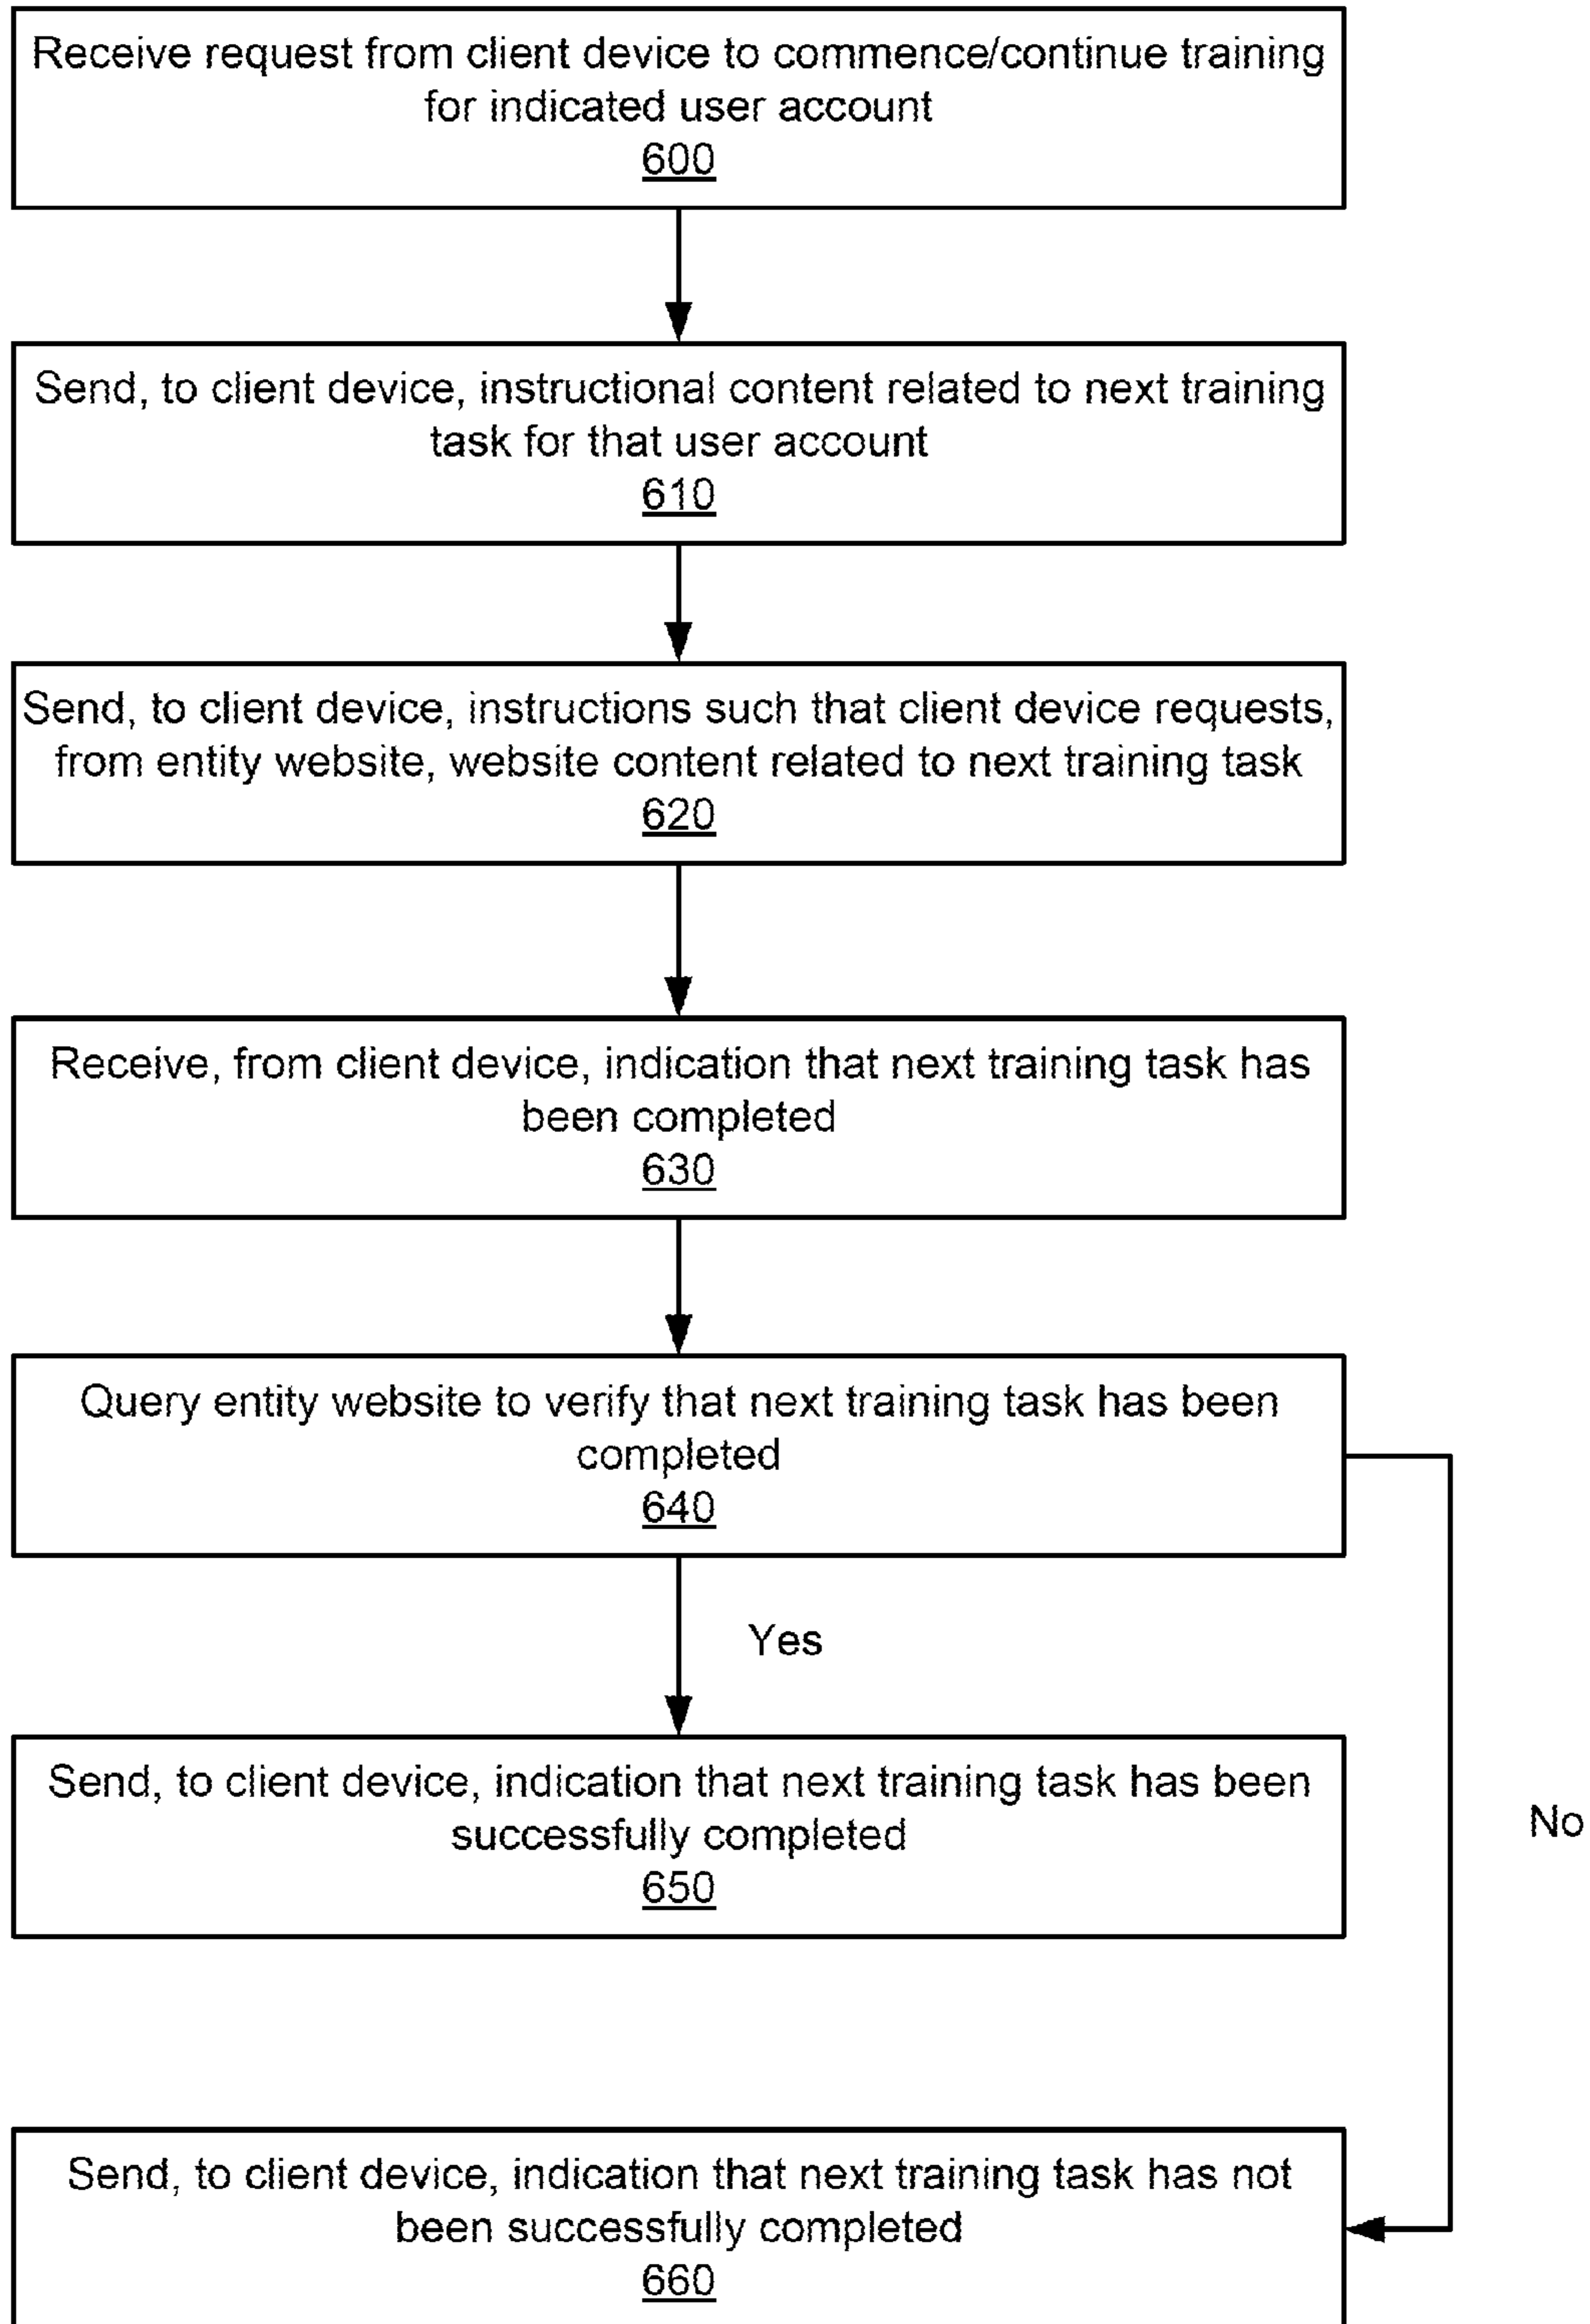 Receive request from client device to commence/continue training
for indicated user account
600
Send, to client device, instructional content related to next training
task for that user account
610
Send, to client device, instructions such that client device requests,
from entity website, website content related to next training task
620
Receive, from client device, indication that next training task has
been completed
630
Query entity website to verify that next training task has been
completed
640
Yes
Send, to client device, indication that next training task has been
successfully completed
650
No
Send, to client device, indication that next training task has not
been successfully completed
660